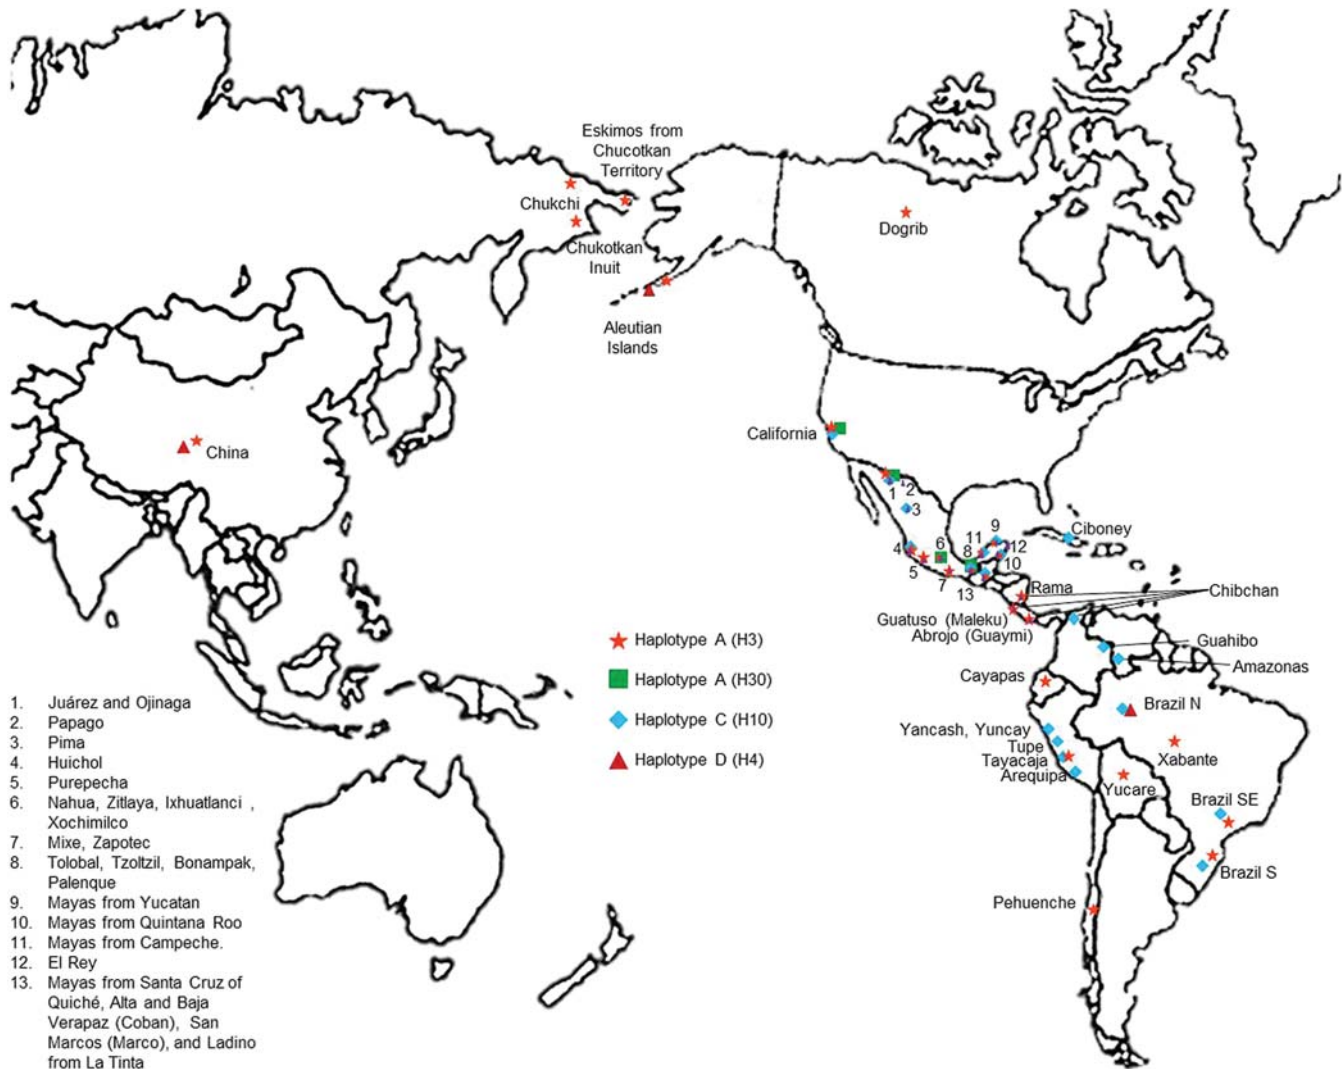 Eskimos from
Chucotkan
Territory
Chukchi
Chukotkan
Inuit
Dogrib
Aleutian
Islands
China
California
1
2
3
4
5
6
7
8
9
10
11
12
13
Ciboney
Rama
Chibchan
Guatuso (Maleku)
Abrojo (Guaymi)
Guahibo
Amazonas
Cayapas
Brazil N
Yancash, Yuncay
Tupe
Tayacaja
Arequipa
Xabante
Yucare
Brazil SE
Brazil S
Pehuenche
Haplotype A (H3)
Haplotype A (H30)
Haplotype C (H10)
Haplotype D (H4)
1. Juárez and Ojinaga
2. Papago
3. Pima
4. Huichol
5. Purepecha
6. Nahua, Zitlaya, Ixhuatlanci ,
Xochimilco
7. Mixe, Zapotec
8. Tolobal, Tzoltzil, Bonampak,
Palenque
9. Mayas from Yucatan
10. Mayas from Quintana Roo
11. Mayas from Campeche.
12. El Rey
13. Mayas from Santa Cruz of
Quiché, Alta and Baja
Verapaz (Coban), San
Marcos (Marco), and Ladino
from La Tinta